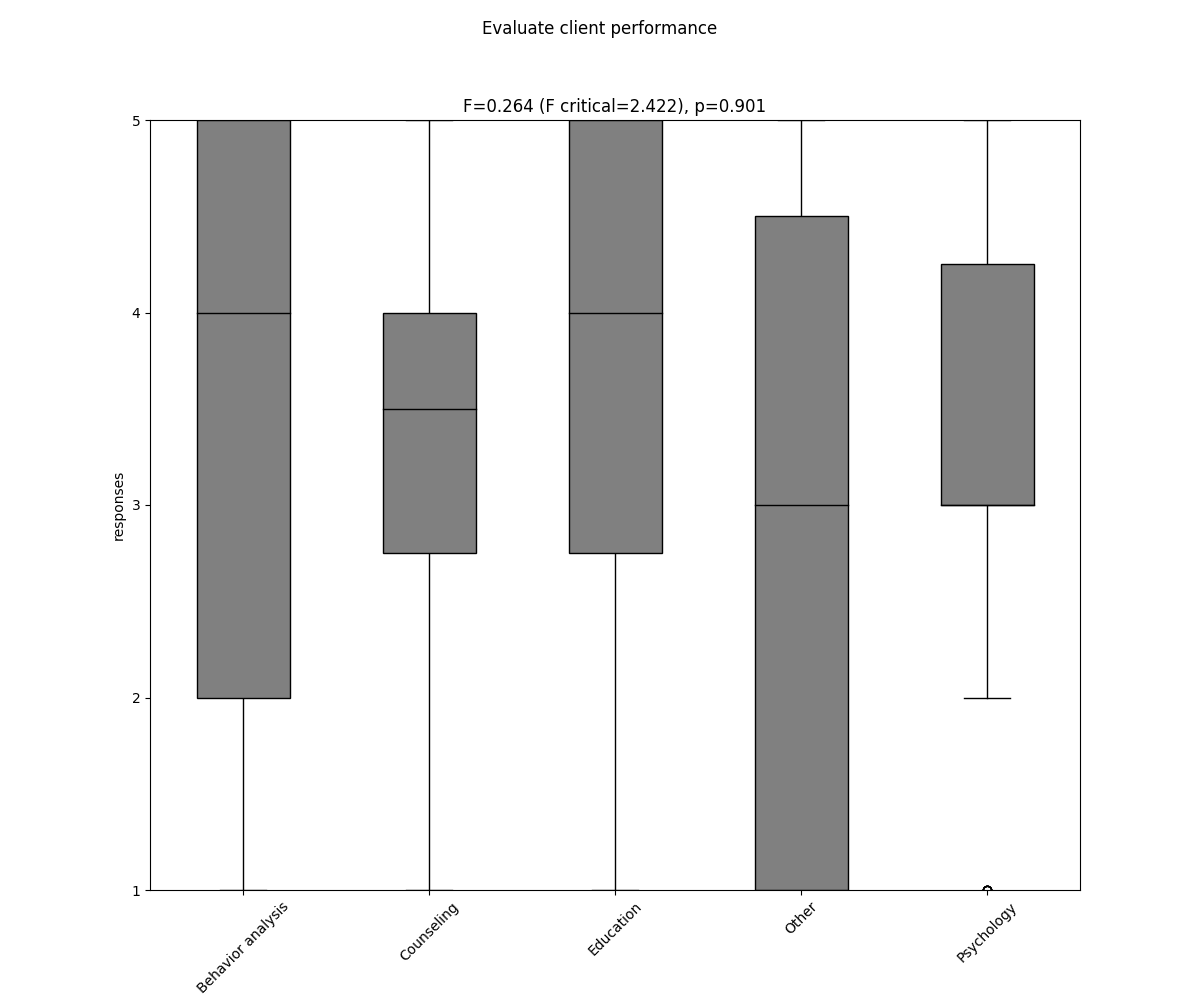 Evaluate client performance
F=0.264 (F critical=2.422), p=0.901
5
4
3
2
1
responses
Behavior analysis
Counseling
Education
Other
Psychology